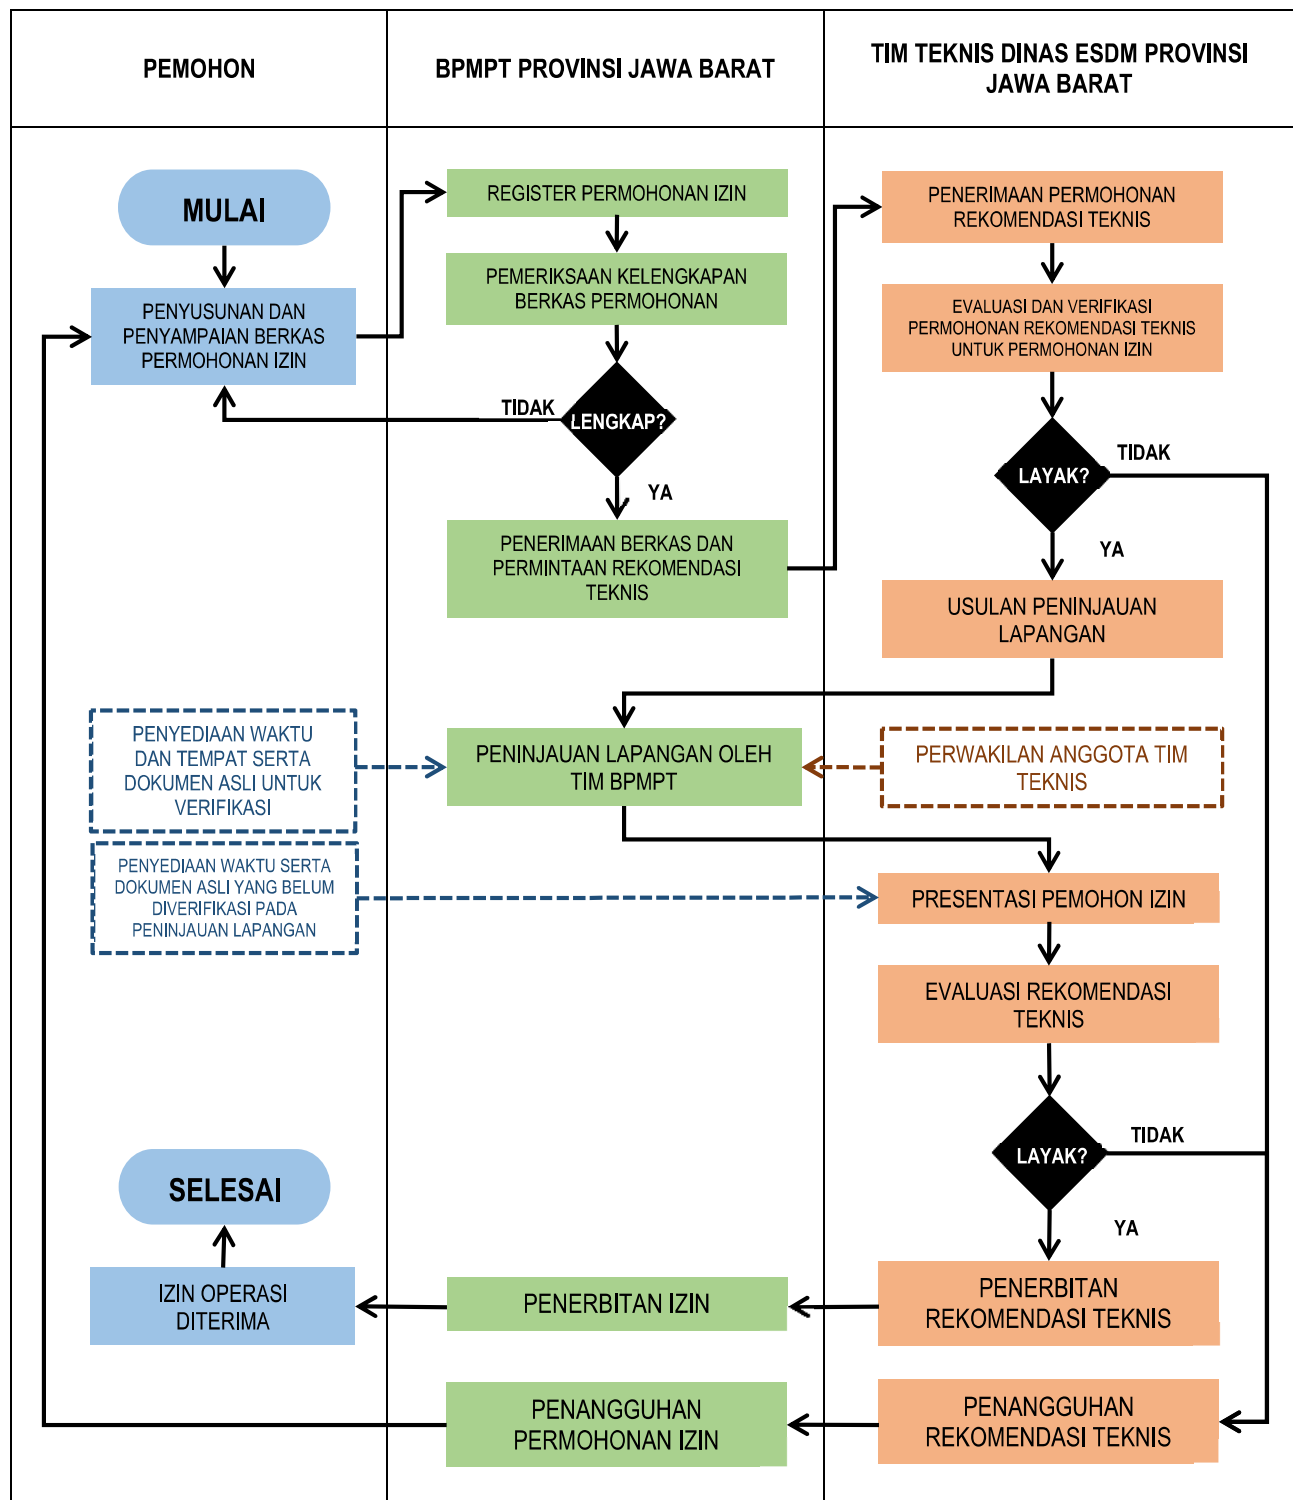 PEMOHON
BPMPT PROVINSI JAWA BARAT
TIM TEKNIS DINAS ESDM PROVINSI
JAWA BARAT
MULAI
PENYUSUNAN DAN
PENYAMPAIAN BERKAS
PERMOHONAN IZIN
REGISTER PERMOHONAN IZIN
PEMERIKSAAN KELENGKAPAN
BERKAS PERMOHONAN
TIDAK
LENGKAP?
YA
PENERIMAAN BERKAS DAN
PERMINTAAN REKOMENDASI
TEKNIS
PENERIMAAN PERMOHONAN
REKOMENDASI TEKNIS
EVALUASI DAN VERIFIKASI
PERMOHONAN REKOMENDASI TEKNIS
UNTUK PERMOHONAN IZIN
LAYAK?
TIDAK
YA
USULAN PENINJAUAN
LAPANGAN
PENYEDIAAN WAKTU
DAN TEMPAT SERTA
DOKUMEN ASLI UNTUK
VERIFIKASI
PENINJAUAN LAPANGAN OLEH
TIM BPMPT
PERWAKILAN ANGGOTA TIM
TEKNIS
PENYEDIAAN WAKTU SERTA
DOKUMEN ASLI YANG BELUM
DIVERIFIKASI PADA
PENINJAUAN LAPANGAN
PRESENTASI PEMOHON IZIN
EVALUASI REKOMENDASI
TEKNIS
LAYAK?
TIDAK
YA
SELESAI
IZIN OPERASI
DITERIMA
PENERBITAN IZIN
PENERBITAN
REKOMENDASI TEKNIS
PENANGGUHAN
PERMOHONAN IZIN
PENANGGUHAN
REKOMENDASI TEKNIS